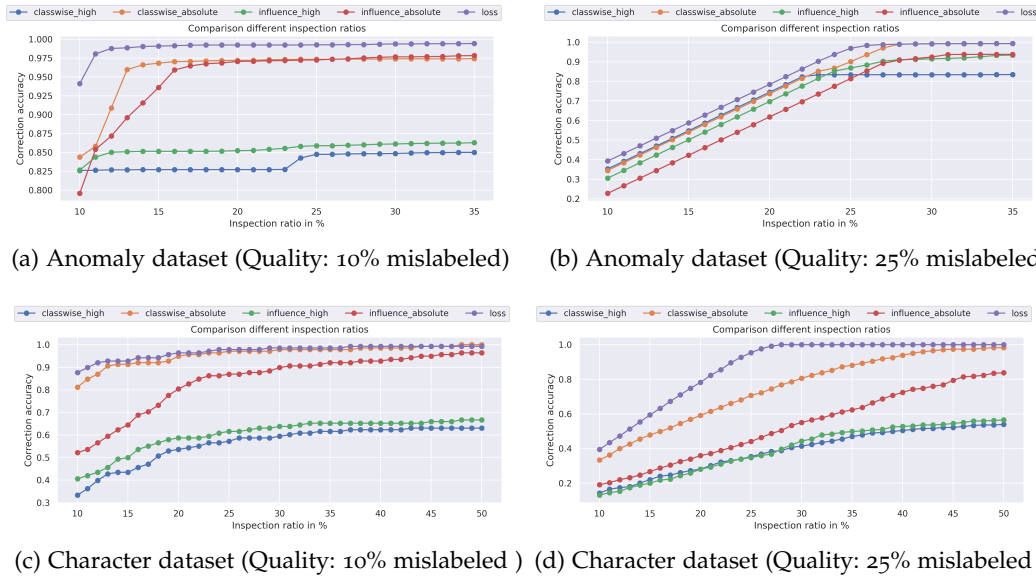 classwise_high classwise_absolute influence_high influence_absolute loss
Comparison different inspection ratios
1.000
0.975
0.950
0.925
0.900
0.875
0.850
0.825
0.800
Correction accuracy
10 15 20 25 30 35
Inspection ratio in %
(a) Anomaly dataset (Quality: 10% mislabeled)
classwise_high classwise_absolute influence_high influence_absolute loss
Comparison different inspection ratios
1.0
0.9
0.8
0.7
0.6
0.5
0.4
0.3
0.2
Correction accuracy
10 15 20 25 30 35
Inspection ratio in %
(b) Anomaly dataset (Quality: 25% mislabeled
classwise_high classwise_absolute influence_high influence_absolute loss
Comparison different inspection ratios
1.0
0.9
0.8
0.7
0.6
0.5
0.4
0.3
Correction accuracy
10 15 20 25 30 35 40 45 50
Inspection ratio in %
(c) Character dataset (Quality: 10% mislabeled )
classwise_high classwise_absolute influence_high influence_absolute loss
Comparison different inspection ratios
1.0
0.8
0.6
0.4
0.2
Correction accuracy
10 15 20 25 30 35 40 45 50
Inspection ratio in %
(d) Character dataset (Quality: 25% mislabeled